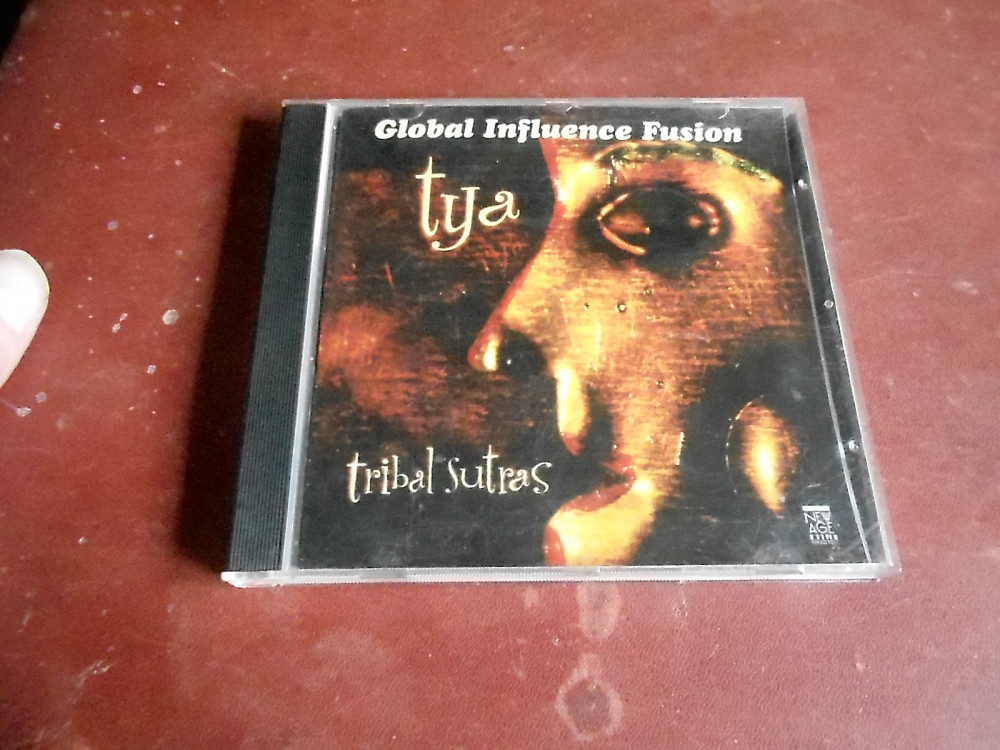 Global Influence Fusion
tya
tribal sutras
NEW
AGE